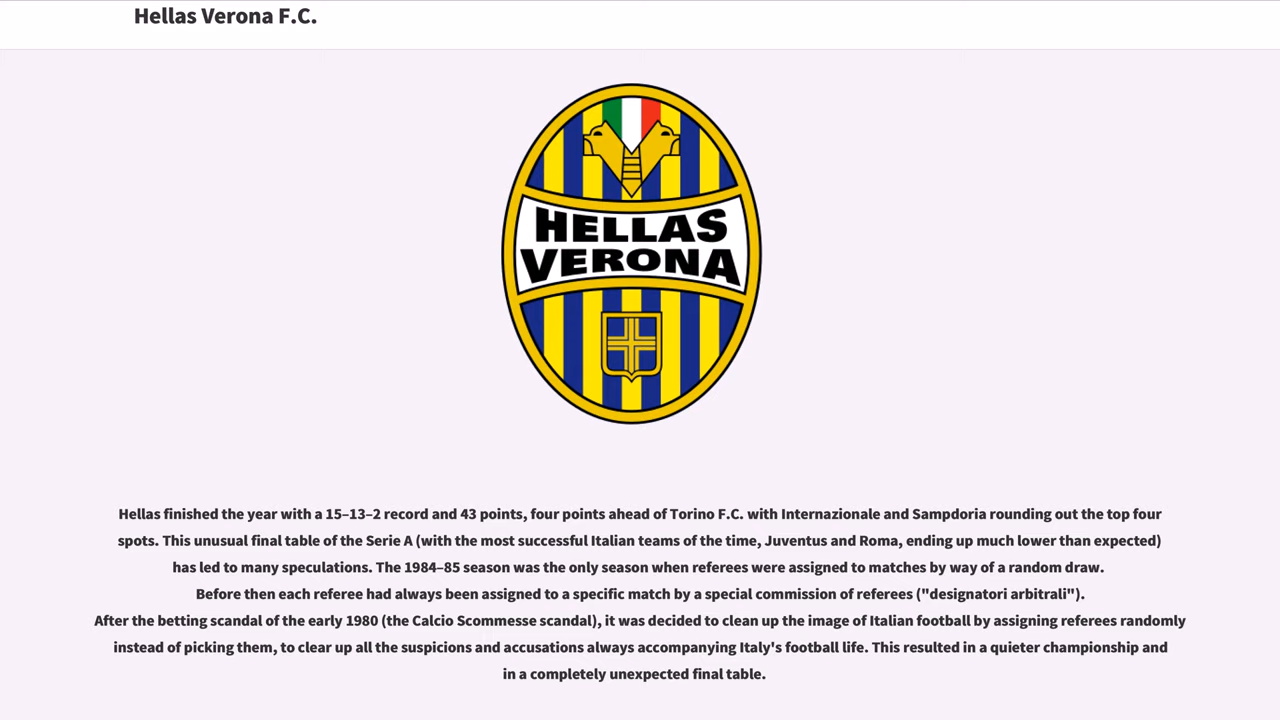 Hellas Verona F.C.
HELLAS
VERONA
Hellas finished the year with a 15–13–2 record and 43 points, four points ahead of Torino F.C. with Internazionale and Sampdoria rounding out the top four
spots. This unusual final table of the Serie A (with the most successful Italian teams of the time, Juventus and Roma, ending up much lower than expected)
has led to many speculations. The 1984–85 season was the only season when referees were assigned to matches by way of a random draw.
Before then each referee had always been assigned to a specific match by a special commission of referees ("designatori arbitrali").
After the betting scandal of the early 1980 (the Calcio Scommesse scandal), it was decided to clean up the image of Italian football by assigning referees randomly
instead of picking them, to clear up all the suspicions and accusations always accompanying Italy's football life. This resulted in a quieter championship and
in a completely unexpected final table.